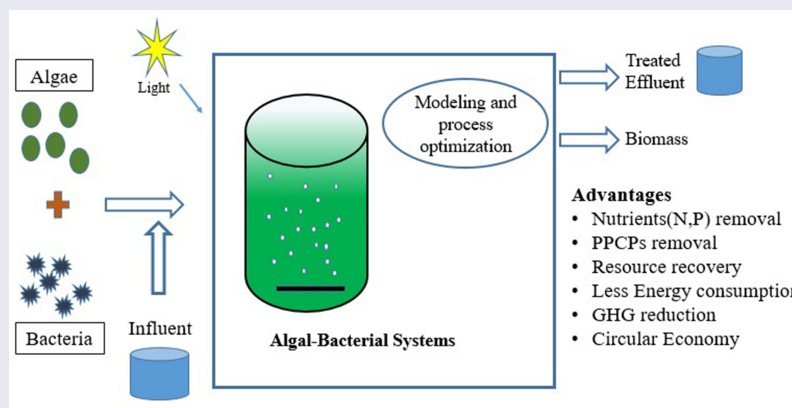 Algae
Light
Bacteria
Influent
Modeling and
process
optimization
Algal-Bacterial Systems
Treated
Effluent
Biomass
Advantages
• Nutrients(N,P) removal
• PPCPs removal
• Resource recovery
• Less Energy consumption
• GHG reduction
• Circular Economy